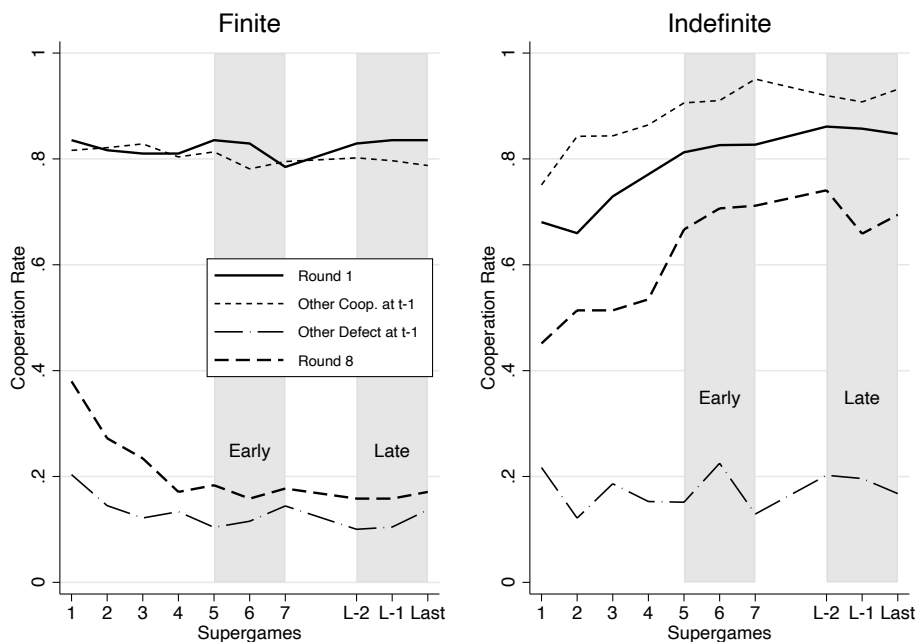 Finite
Cooperation Rate
1
.8
.6
.4
.2
0
Round 1
Other Coop. at t-1
Other Defect at t-1
Round 8
Early
Late
1 2 3 4 5 6 7 L-2 L-1 Last
Supergames
Indefinite
Cooperation Rate
1
.8
.6
.4
.2
0
Early
Late
1 2 3 4 5 6 7 L-2 L-1 Last
Supergames